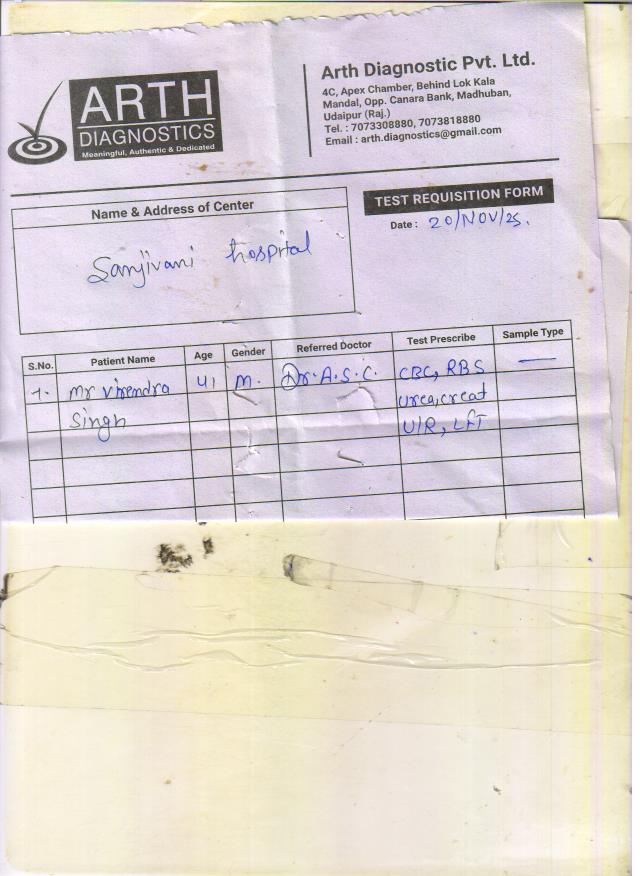 ARTH
DIAGNOSTICS
Meaningful, Authentic & Dedicated
Arth Diagnostic Pvt. Ltd.
4C, Apex Chamber, Behind Lok Kala
Mandal, Opp. Canara Bank, Madhuban,
Udaipur (Raj.)
Tel. : 7073308880, 7073818880
Email : arth.diagnostics@gmail.com
Name & Address of Center
TEST REQUISITION FORM
Date : 20/NOV/25.
Sanjivani hospital
S.No. Patient Name Age Gender Referred Doctor Test Prescribe Sample Type
1. Mr Virendra 41 M. Dr. A. S. C. CBC, RBS —
Singh urea, creat
U/R, LFT